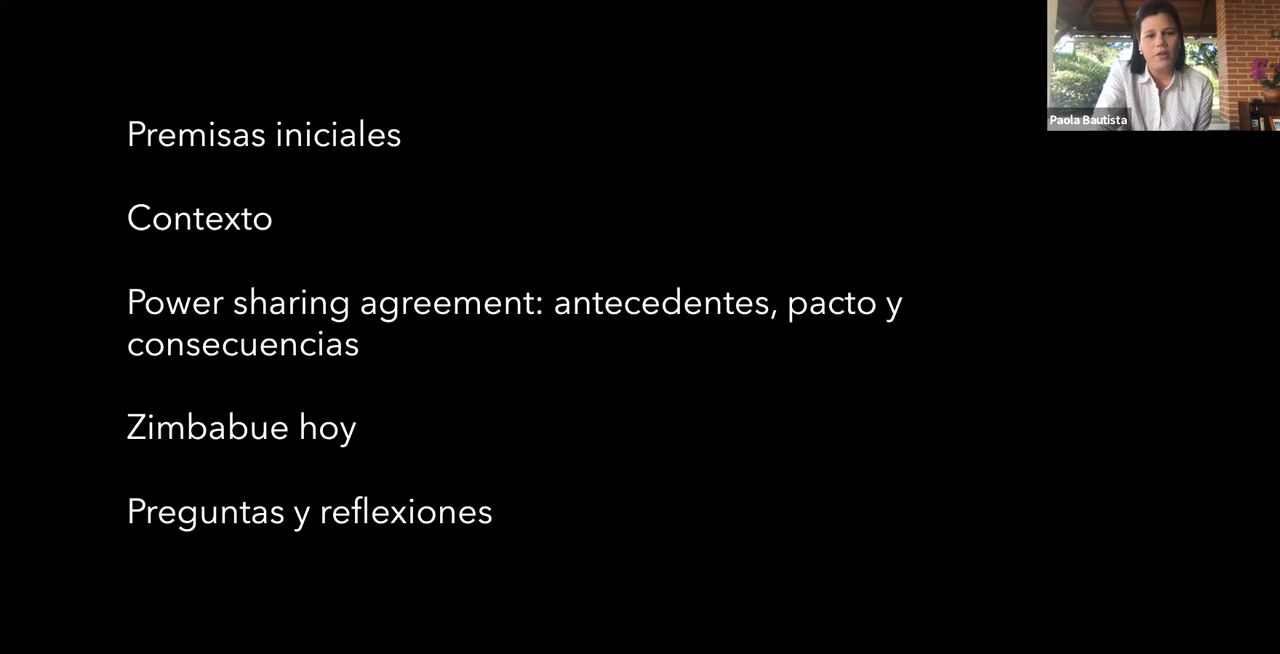 Paola Bautista
Premisas iniciales
Contexto
Power sharing agreement: antecedentes, pacto y
consecuencias
Zimbabue hoy
Preguntas y reflexiones